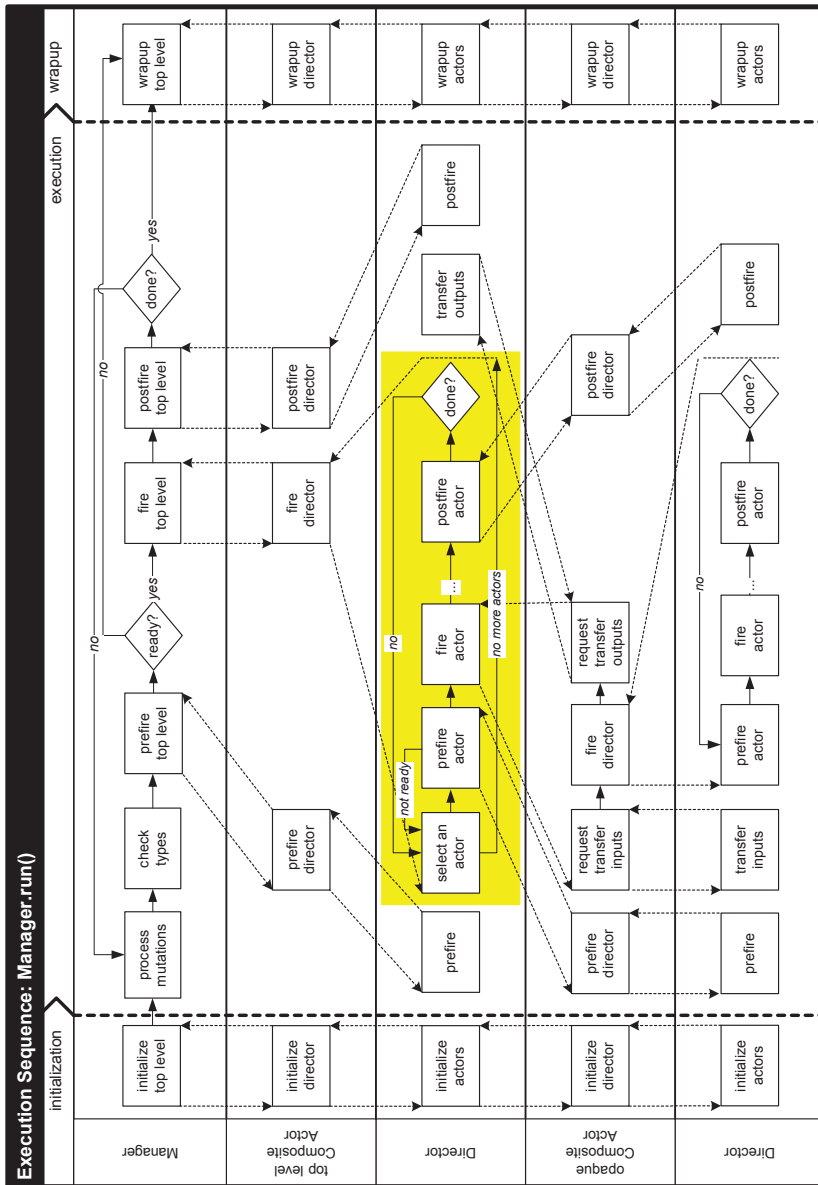 Execution Sequence: Manager.run()
initialization
execution
wrapup
Manager
initialize
top level
process
mutations
check
types
prefire
top level
ready?
yes
no
fire
top level
postfire
top level
done?
yes
no
wrapup
top level
top level
Composite
Actor
initialize
director
prefire
director
fire
director
postfire
director
wrapup
director
Director
initialize
actors
prefire
select an
actor
not ready
prefire
actor
fire
actor
...
postfire
actor
done?
no
no more actors
transfer
outputs
postfire
wrapup
actors
opaque
Composite
Actor
initialize
director
prefire
director
request
transfer
inputs
fire
director
request
transfer
outputs
postfire
director
wrapup
director
Director
initialize
actors
prefire
transfer
inputs
prefire
actor
fire
actor
...
postfire
actor
done?
no
postfire
wrapup
actors